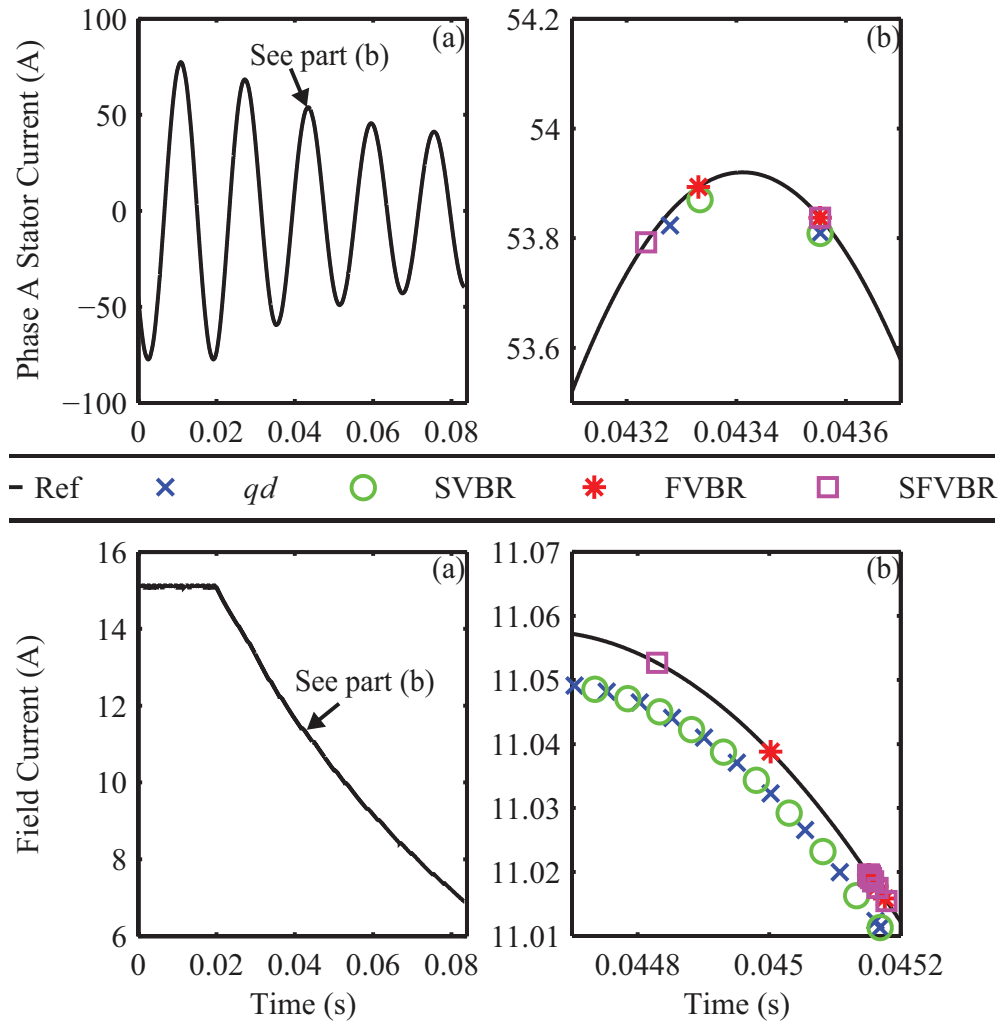 Phase A Stator Current (A)
100
50
0
−50
−100
(a)
See part (b)
0 0.02 0.04 0.06 0.08
54.2
54
53.8
53.6
(b)
0.0432 0.0434 0.0436
Ref qd SVBR FVBR SFVBR
Field Current (A)
16
14
12
10
8
6
(a)
See part (b)
0 0.02 0.04 0.06 0.08
Time (s)
11.07
11.06
11.05
11.04
11.03
11.02
11.01
(b)
0.0448 0.045 0.0452
Time (s)